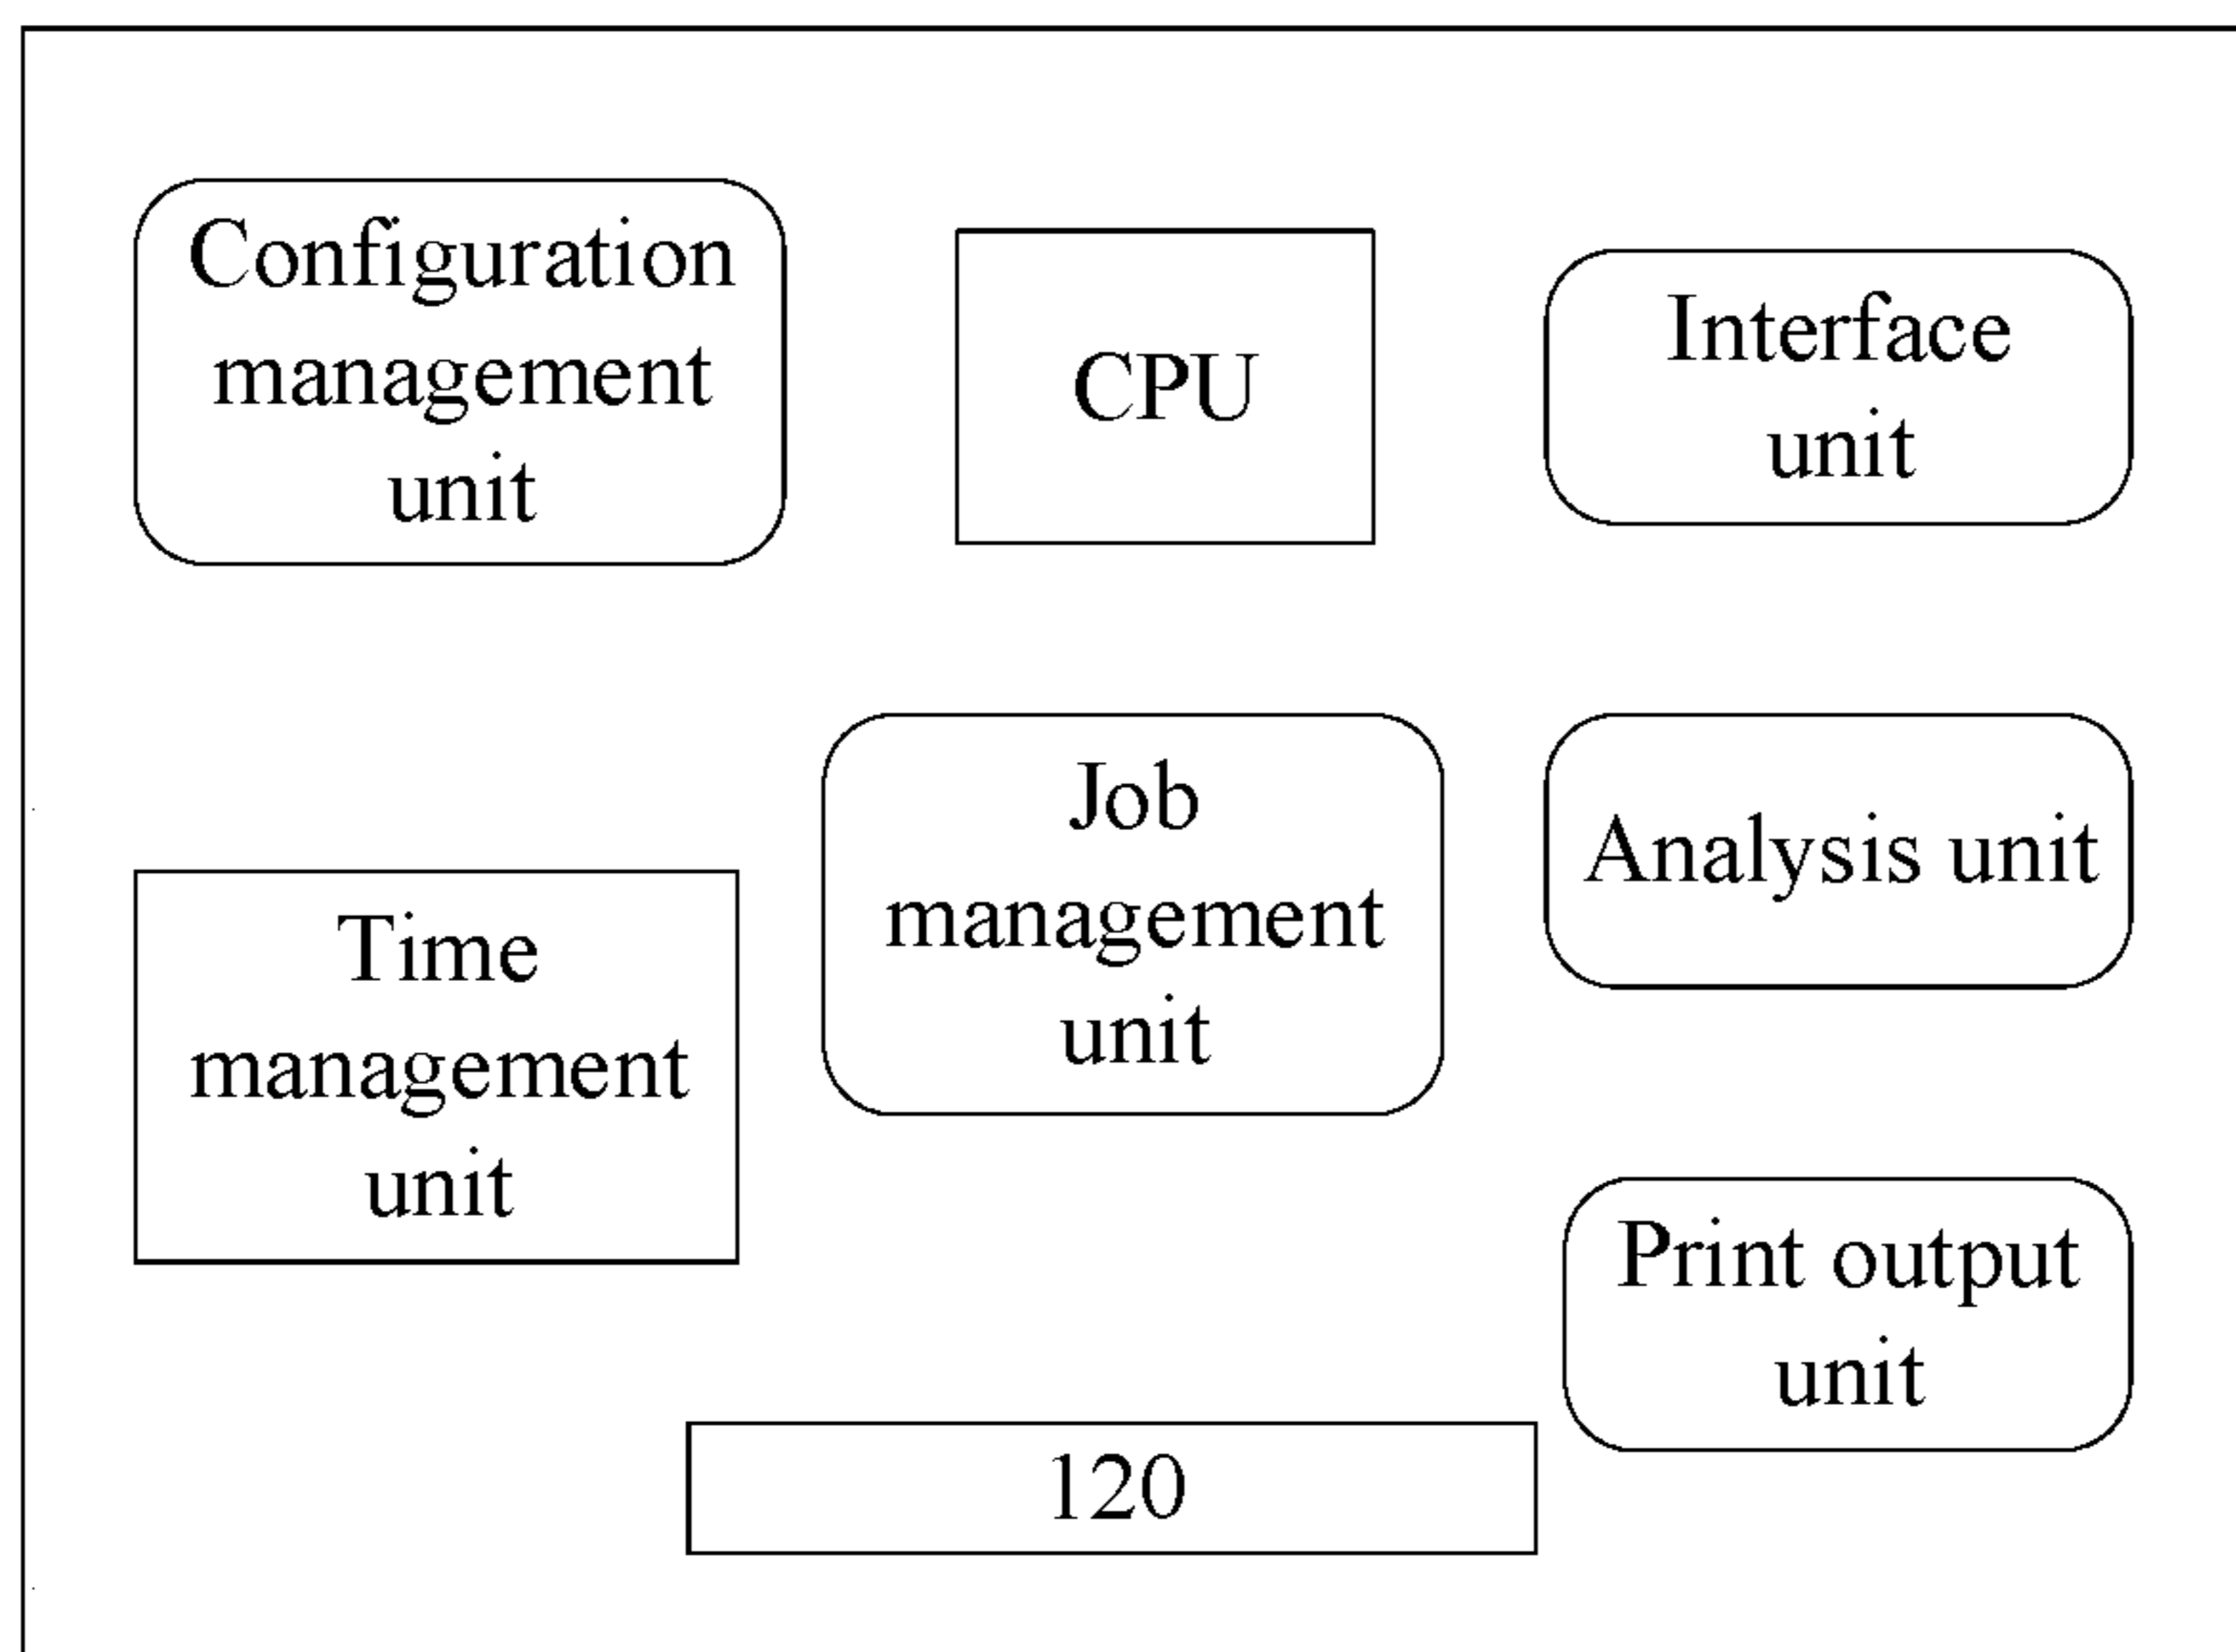 Configuration
management
unit
CPU
Interface
unit
Job
management
unit
Analysis unit
Time
management
unit
Print output
unit
120